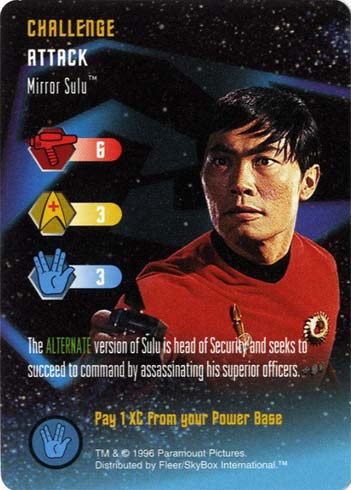 CHALLENGE
ATTACK
Mirror Sulu™
6
3
3
The ALTERNATE version of Sulu is head of Security and seeks to
succeed to command by assassinating his superior officers.
Pay 1 XC From your Power Base
TM & © 1996 Paramount Pictures.
Distributed by Fleer/SkyBox International.™